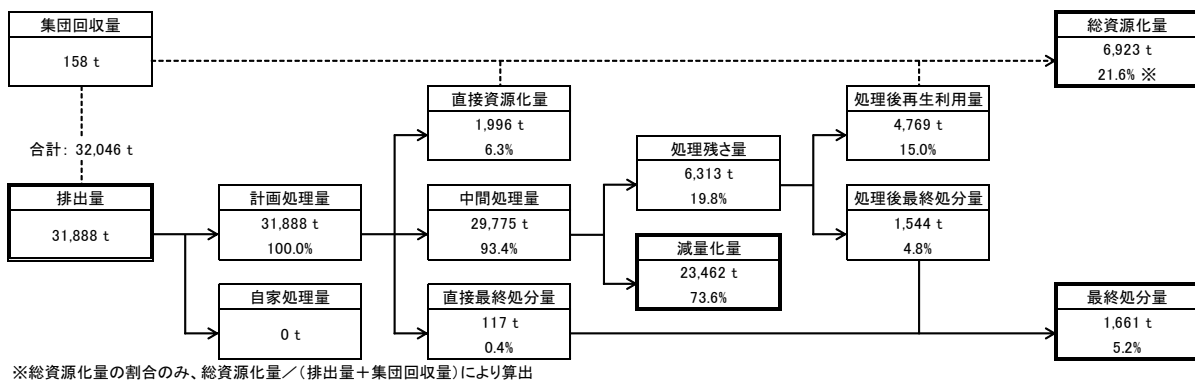 集団回収量
158 t
総資源化量
6,923 t
21.6% ※
合計: 32,046 t
直接資源化量
1,996 t
6.3%
処理後再生利用量
4,769 t
15.0%
処理残さ量
6,313 t
19.8%
排出量
31,888 t
計画処理量
31,888 t
100.0%
中間処理量
29,775 t
93.4%
処理後最終処分量
1,544 t
4.8%
減量化量
23,462 t
73.6%
自家処理量
0 t
直接最終処分量
117 t
0.4%
最終処分量
1,661 t
5.2%
※総資源化量の割合のみ、総資源化量／(排出量＋集団回収量)により算出